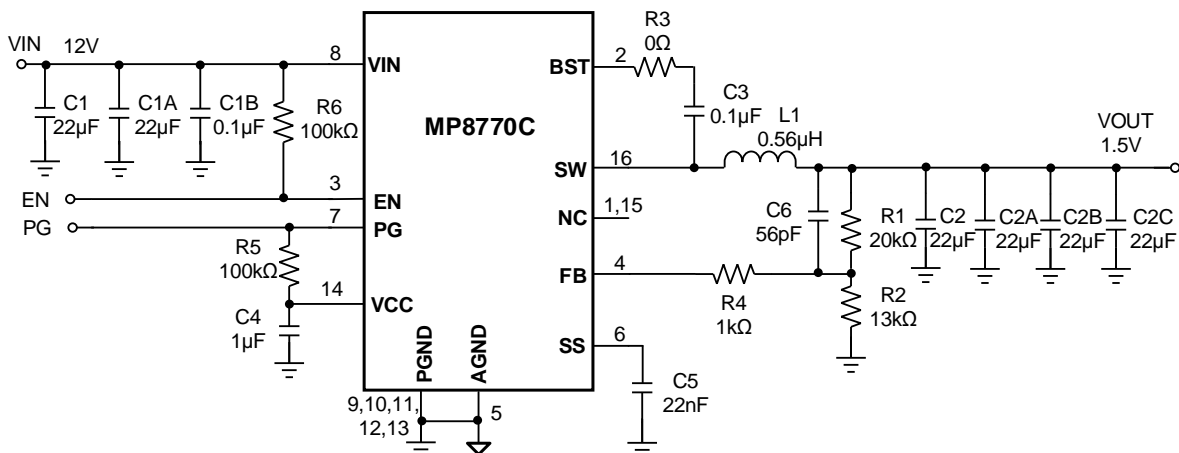 VIN
12V
C1
22µF
C1A
22µF
C1B
0.1µF
R6
100kΩ
8
VIN
EN
3
EN
PG
7
PG
R5
100kΩ
14
VCC
C4
1µF
MP8770C
PGND
AGND
9,10,11,
12,13
5
BST
2
R3
0Ω
C3
0.1µF
L1
0.56µH
SW
16
NC
1,15
FB
4
R4
1kΩ
SS
6
C5
22nF
C6
56pF
R1
20kΩ
R2
13kΩ
C2
22µF
C2A
22µF
C2B
22µF
C2C
22µF
VOUT
1.5V